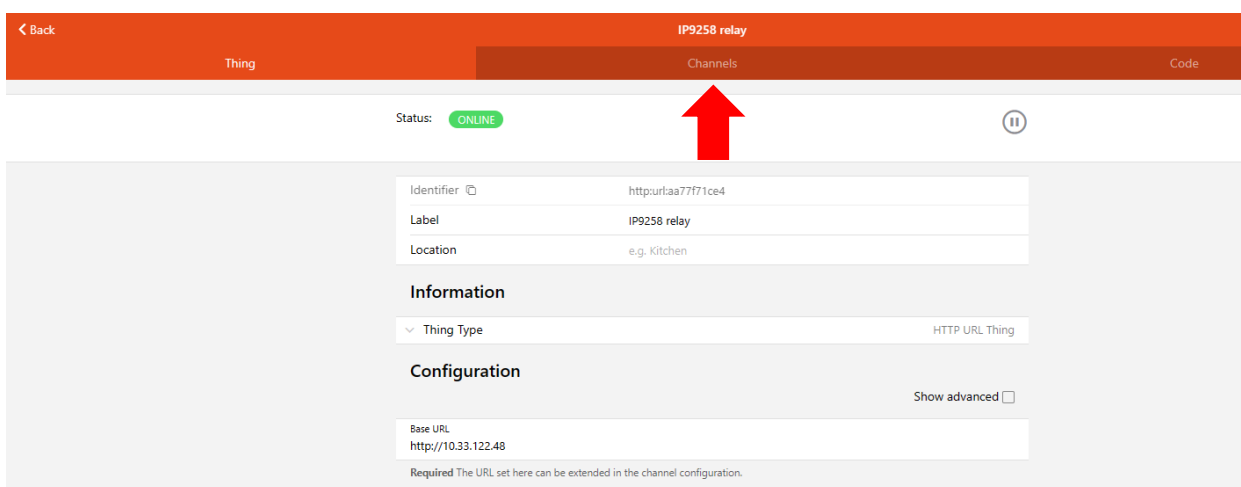 Back
IP9258 relay
Thing Channels Code
Status: ONLINE
Identifier http:url:aa77f71ce4
Label IP9258 relay
Location e.g. Kitchen
Information
Thing Type HTTP URL Thing
Configuration
Show advanced
Base URL
http://10.33.122.48
Required The URL set here can be extended in the channel configuration.